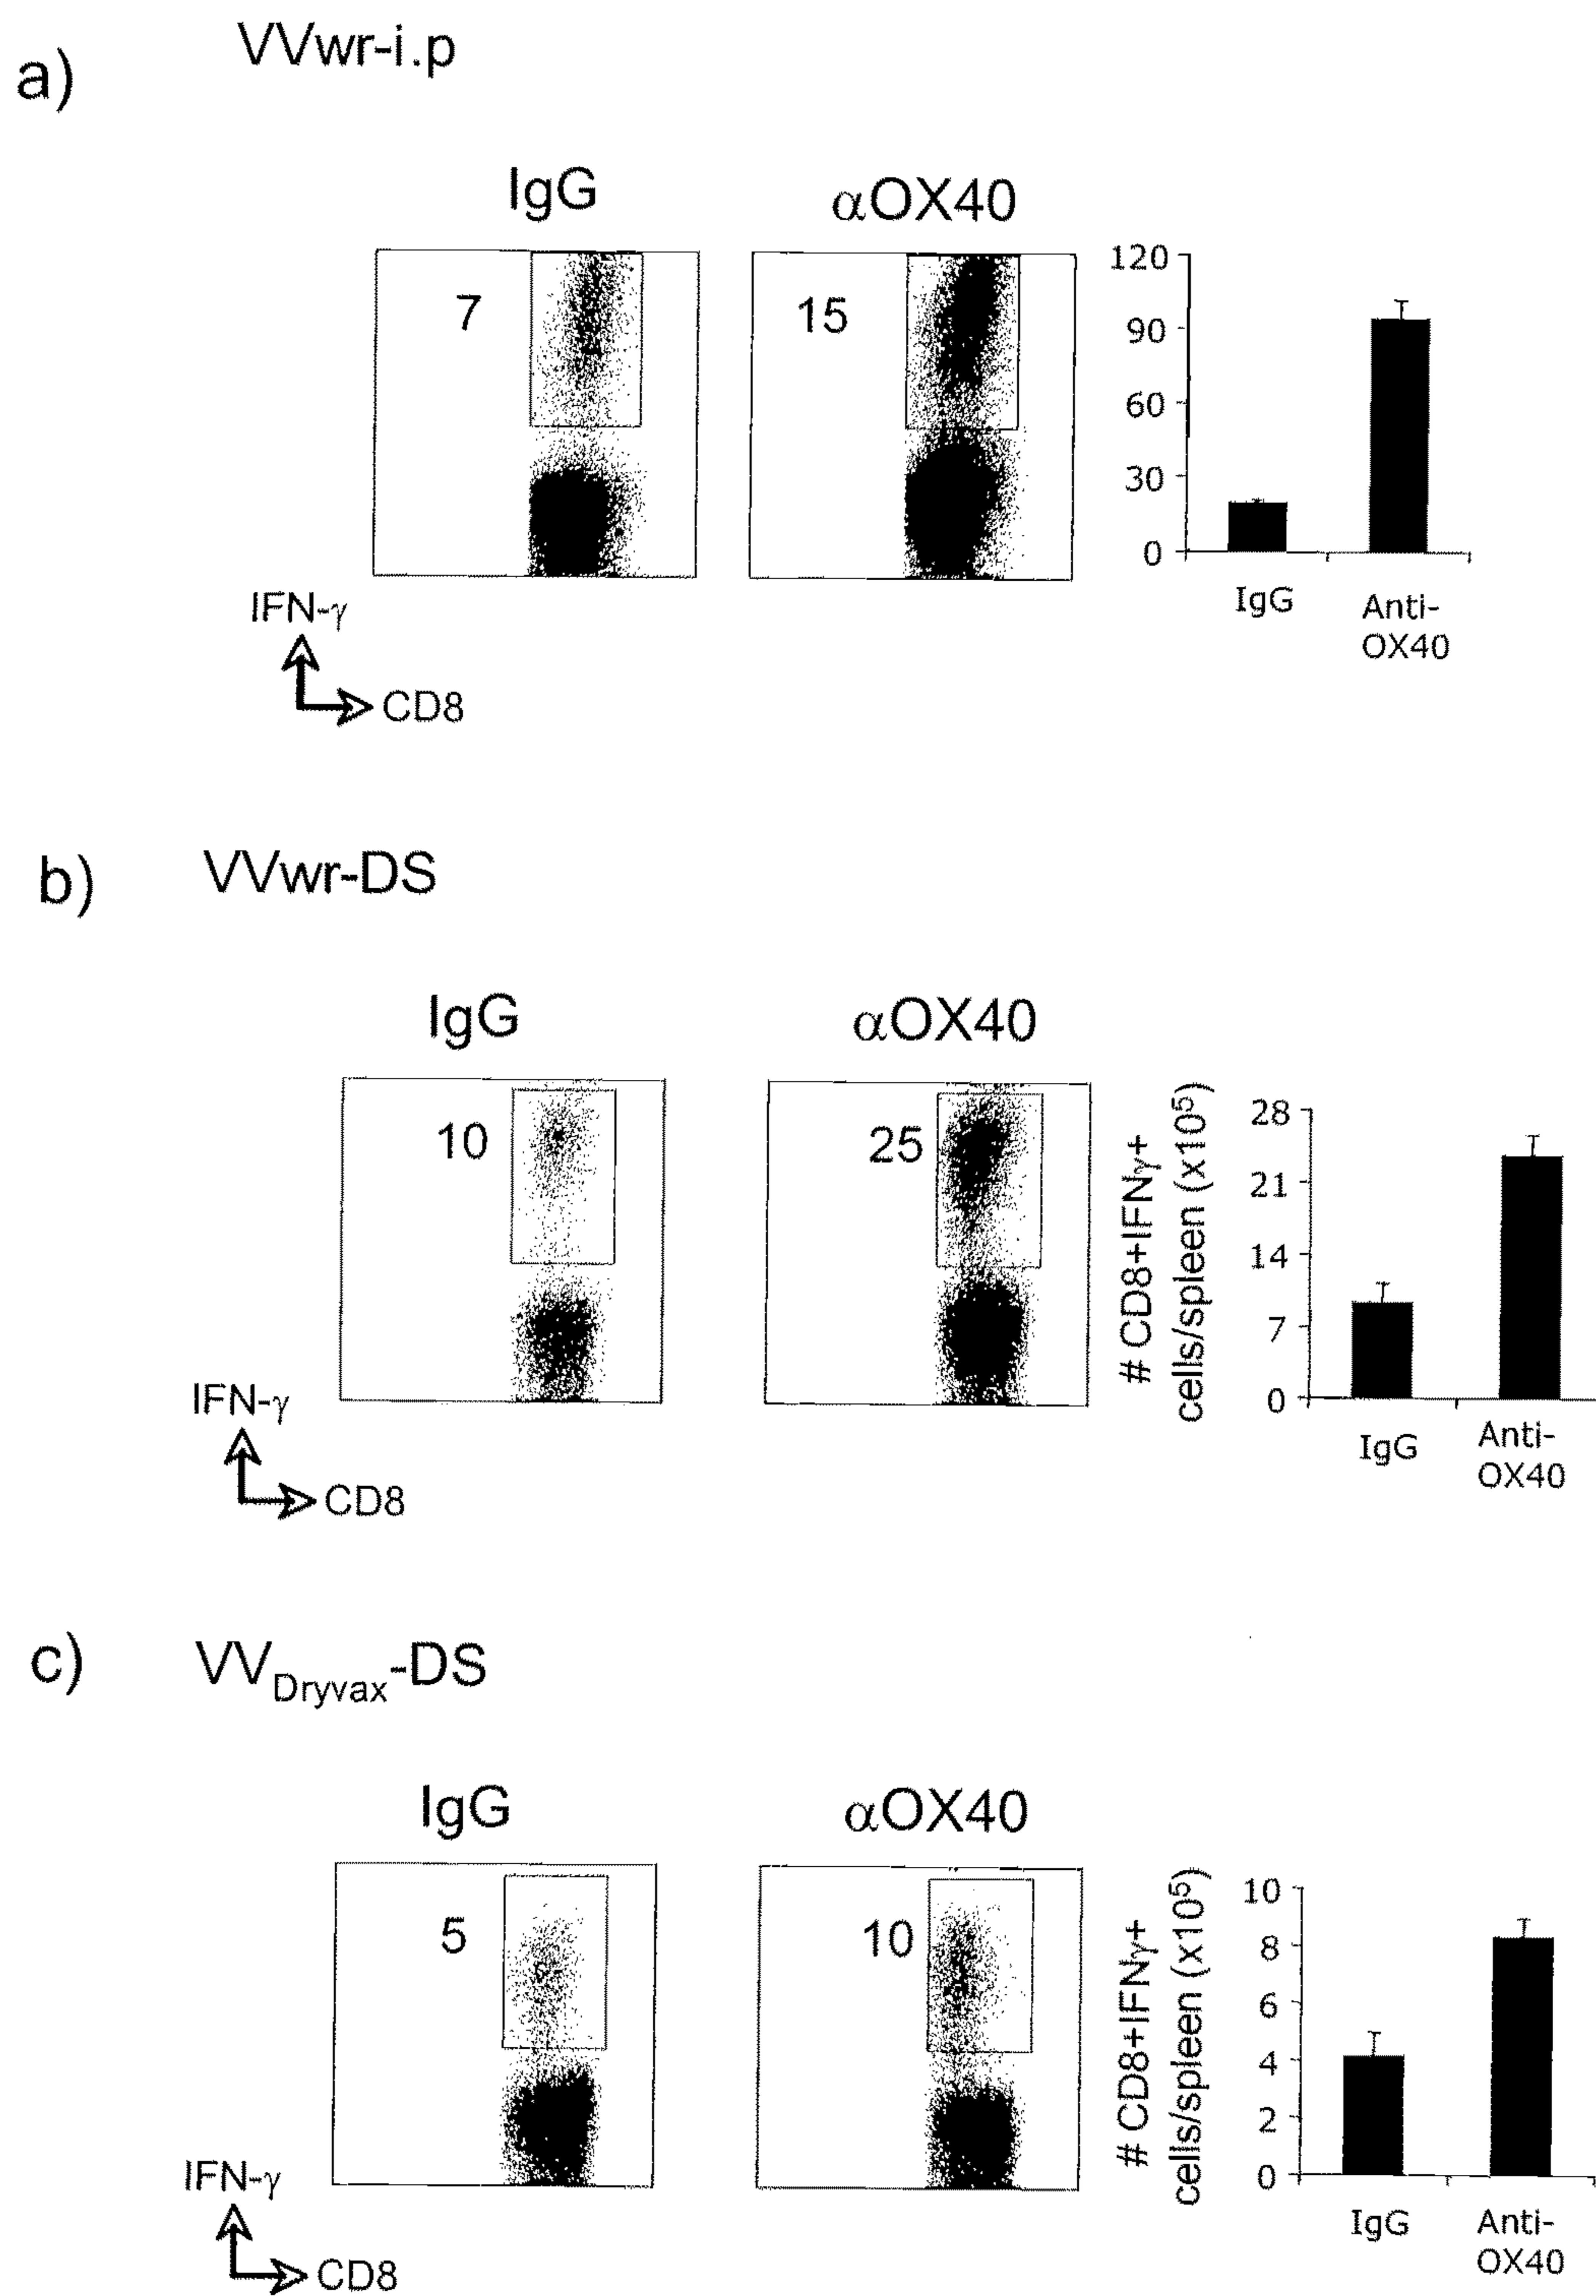 a) VVwr-i.p
IgG
αOX40
7
15
120
90
60
30
0
IgG
Anti-
OX40
IFN-γ
CD8
b) VVwr-DS
IgG
αOX40
10
25
# CD8+IFNγ+
cells/spleen (x10⁵)
28
21
14
7
0
IgG
Anti-
OX40
IFN-γ
CD8
c) VV_Dryvax-DS
IgG
αOX40
5
10
# CD8+IFNγ+
cells/spleen (x10⁵)
10
8
6
4
2
0
IgG
Anti-
OX40
IFN-γ
CD8